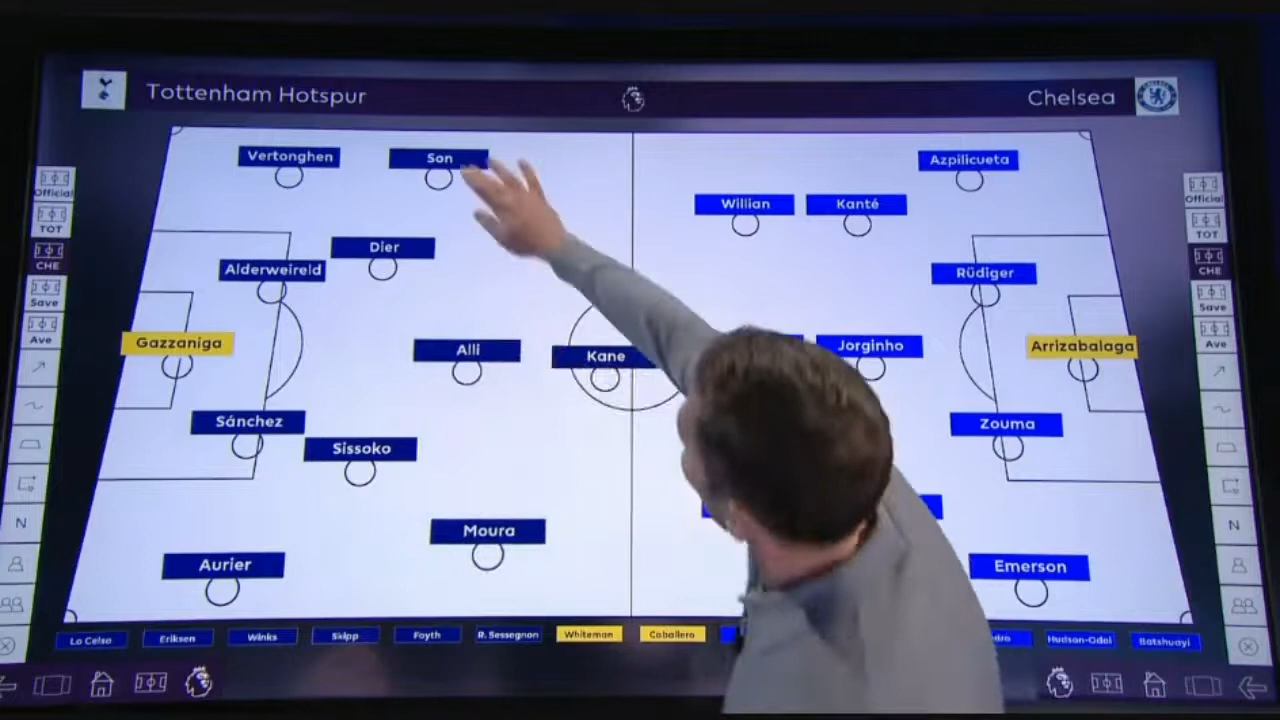 Tottenham Hotspur
Chelsea
Vertonghen
Son
Azpilicueta
Willian
Kanté
Dier
Alderweireld
Rüdiger
Gazzaniga
Alli
Kane
Jorginho
Arrizabalaga
Sánchez
Sissoko
Zouma
Moura
Aurier
Emerson
Lo Celso
Eriksen
Winks
Skipp
Foyth
R. Sessegnon
Whiteman
Caballero
Hudson-Odoi
Batshuayi
Official
TOT
CHE
Save
Ave
N
Official
TOT
CHE
Save
Ave
N